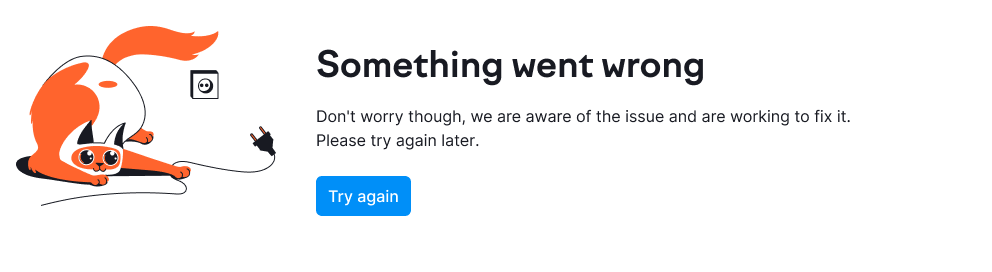 Something went wrong
Don't worry though, we are aware of the issue and are working to fix it.
Please try again later.
Try again